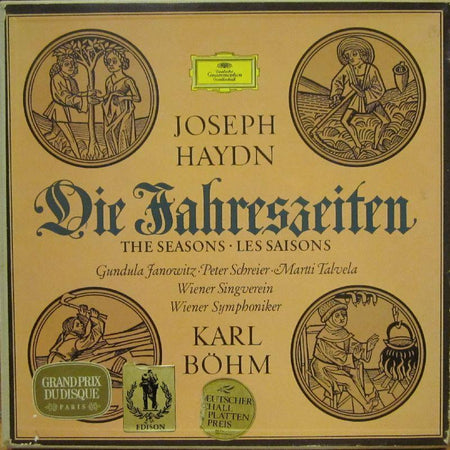 Deutsche
Grammophon
Gesellschaft
JOSEPH
HAYDN
Die Jahreszeiten
THE SEASONS · LES SAISONS
Gundula Janowitz · Peter Schreier · Martti Talvela
Wiener Singverein
Wiener Symphoniker
KARL
BÖHM
GRAND PRIX
DU DISQUE
PARIS
EDISON
DEUTSCHER
SCHALL
PLATTEN
PREIS